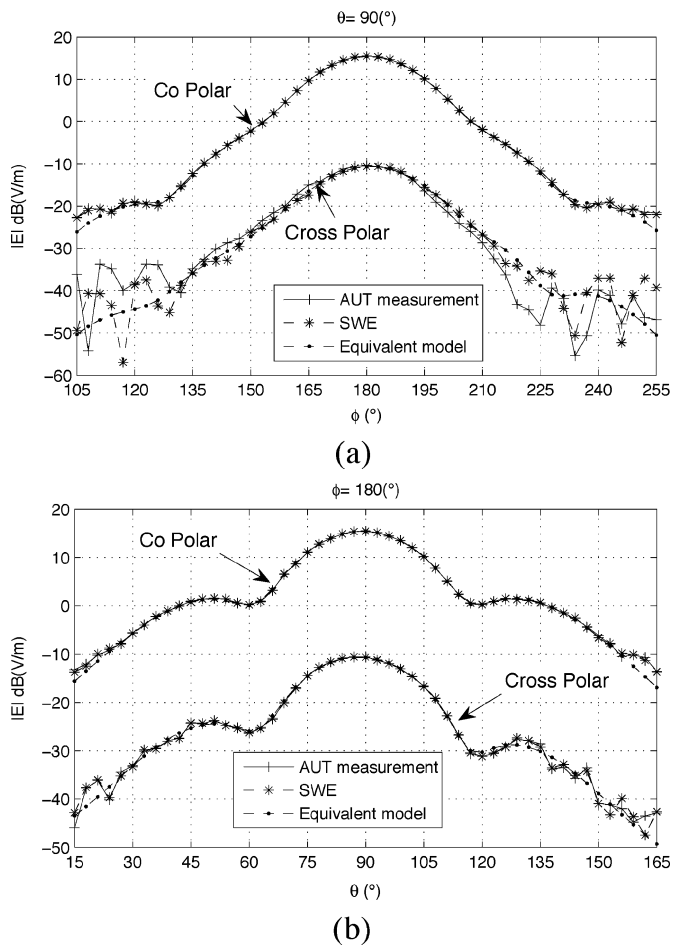 θ= 90(°)
20
10
0
−10
−20
−30
−40
−50
−60
|E| dB(V/m)
Co Polar
Cross Polar
AUT measurement
SWE
Equivalent model
105 120 135 150 165 180 195 210 225 240 255
ϕ (°)
(a)
ϕ= 180(°)
20
10
0
−10
−20
−30
−40
−50
|E| dB(V/m)
Co Polar
Cross Polar
AUT measurement
SWE
Equivalent model
15 30 45 60 75 90 105 120 135 150 165
θ (°)
(b)